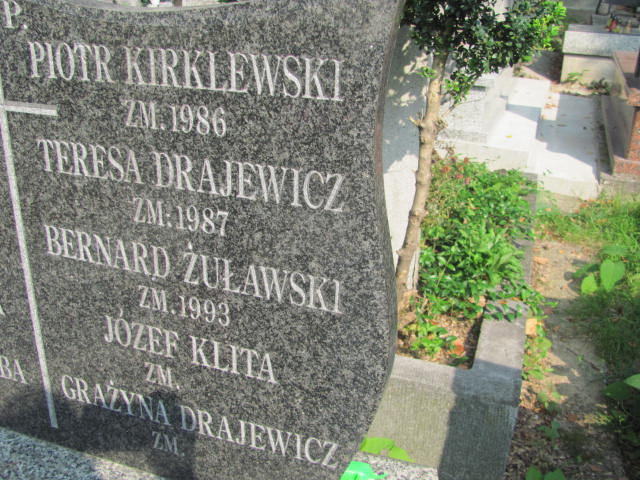 P.
PIOTR KIRKLEWSKI
ZM. 1986
TERESA DRAJEWICZ
ZM. 1987
BERNARD ŻUŁAWSKI
ZM. 1993
JÓZEF KLITA
ZM.
GRAŻYNA DRAJEWICZ
ZM.
BA